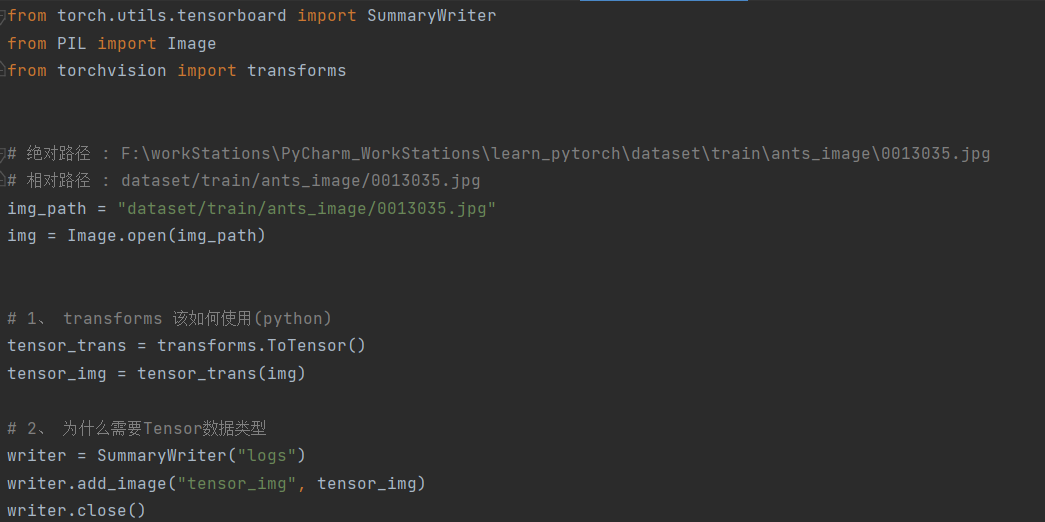 from torch.utils.tensorboard import SummaryWriter
from PIL import Image
from torchvision import transforms
# 绝对路径 : F:\workStations\PyCharm_WorkStations\learn_pytorch\dataset\train\ants_image\0013035.jpg
# 相对路径 : dataset/train/ants_image/0013035.jpg
img_path = "dataset/train/ants_image/0013035.jpg"
img = Image.open(img_path)
# 1、 transforms 该如何使用(python)
tensor_trans = transforms.ToTensor()
tensor_img = tensor_trans(img)
# 2、 为什么需要Tensor数据类型
writer = SummaryWriter("logs")
writer.add_image("tensor_img", tensor_img)
writer.close()